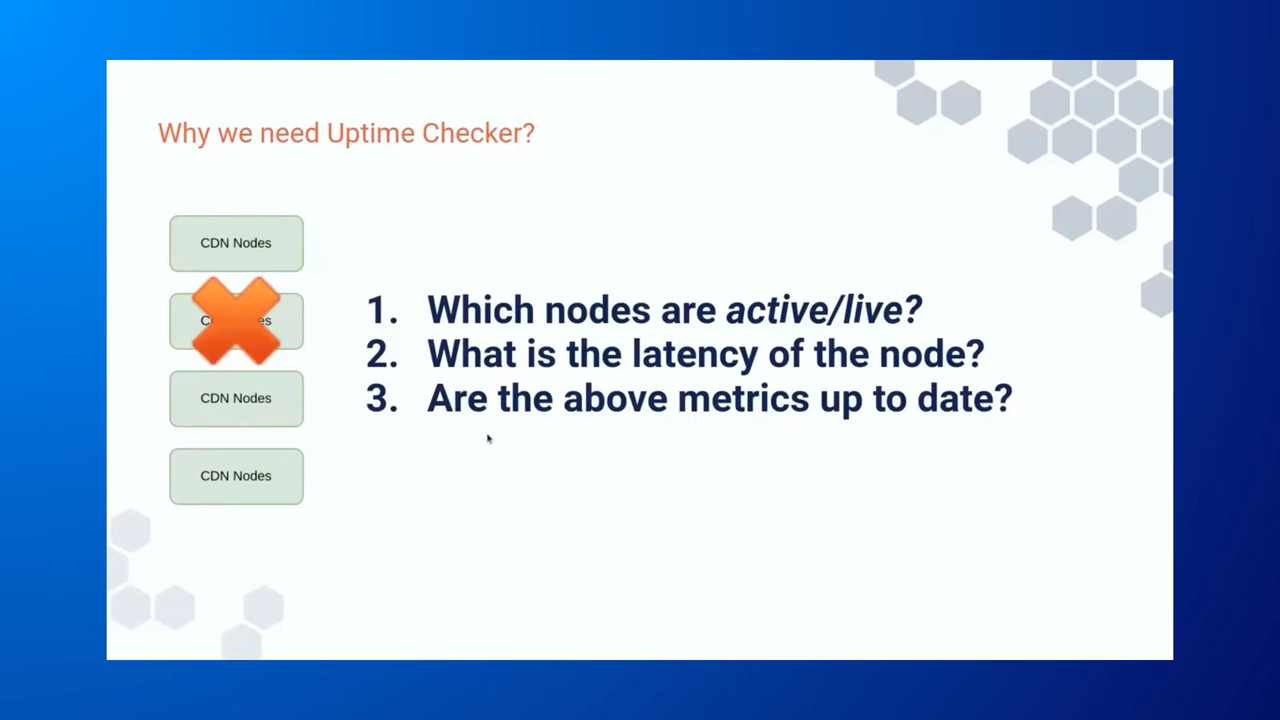 Why we need Uptime Checker?
CDN Nodes
CDN Nodes
CDN Nodes
1. Which nodes are active/live?
2. What is the latency of the node?
3. Are the above metrics up to date?